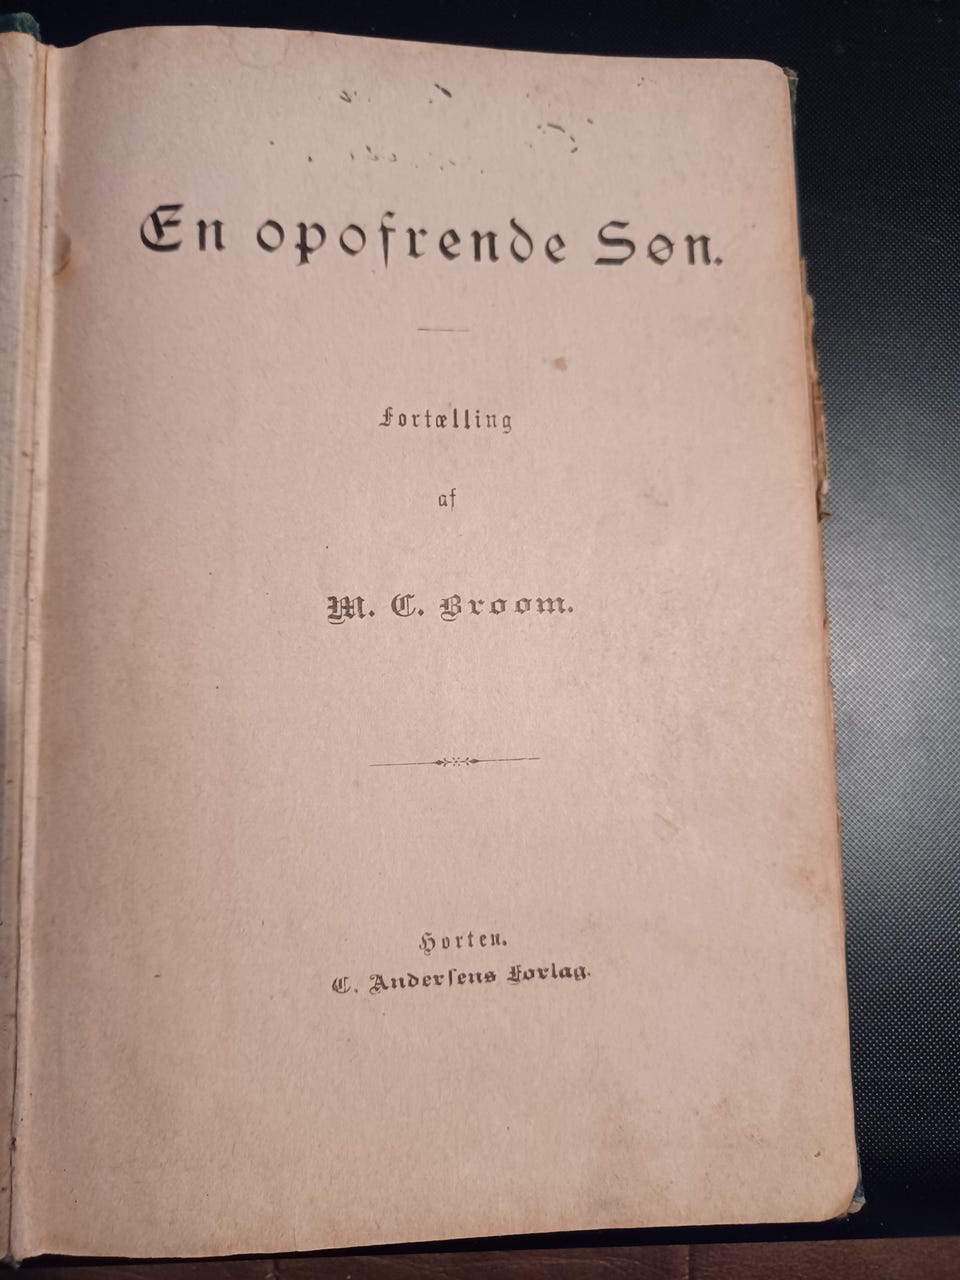 En opofrende Søn.
Fortælling
af
M. C. Broom.
Horten.
C. Anderſens Forlag.